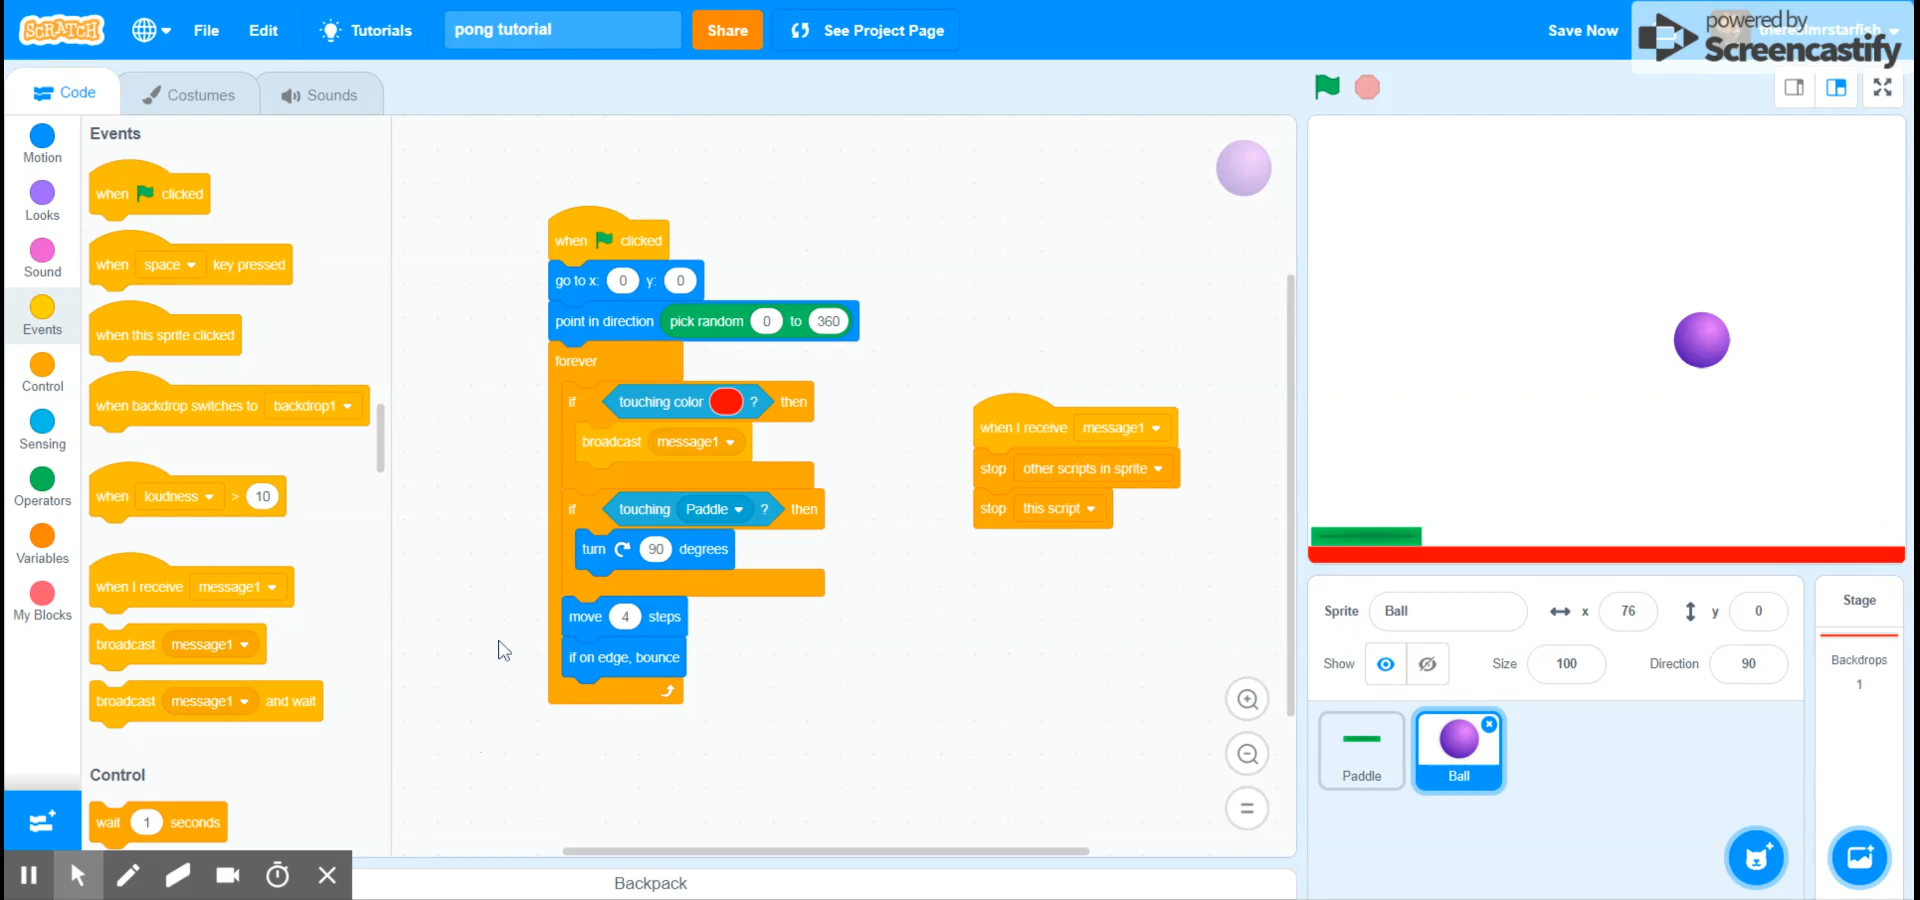 SCRATCH
File
Edit
Tutorials
pong tutorial
Share
See Project Page
Save Now
powered by
Screencastify
Code
Costumes
Sounds
Motion
Looks
Sound
Events
Control
Sensing
Operators
Variables
My Blocks
Events
when clicked
when space key pressed
when this sprite clicked
when backdrop switches to backdrop1
when loudness > 10
when I receive message1
broadcast message1
broadcast message1 and wait
Control
wait 1 seconds
when clicked
go to x: 0 y: 0
point in direction pick random 0 to 360
forever
if touching color ? then
broadcast message1
if touching Paddle ? then
turn 90 degrees
move 4 steps
if on edge, bounce
when I receive message1
stop other scripts in sprite
stop this script
Backpack
Sprite Ball x 76 y 0
Show Size 100 Direction 90
Paddle
Ball
Stage
Backdrops
1